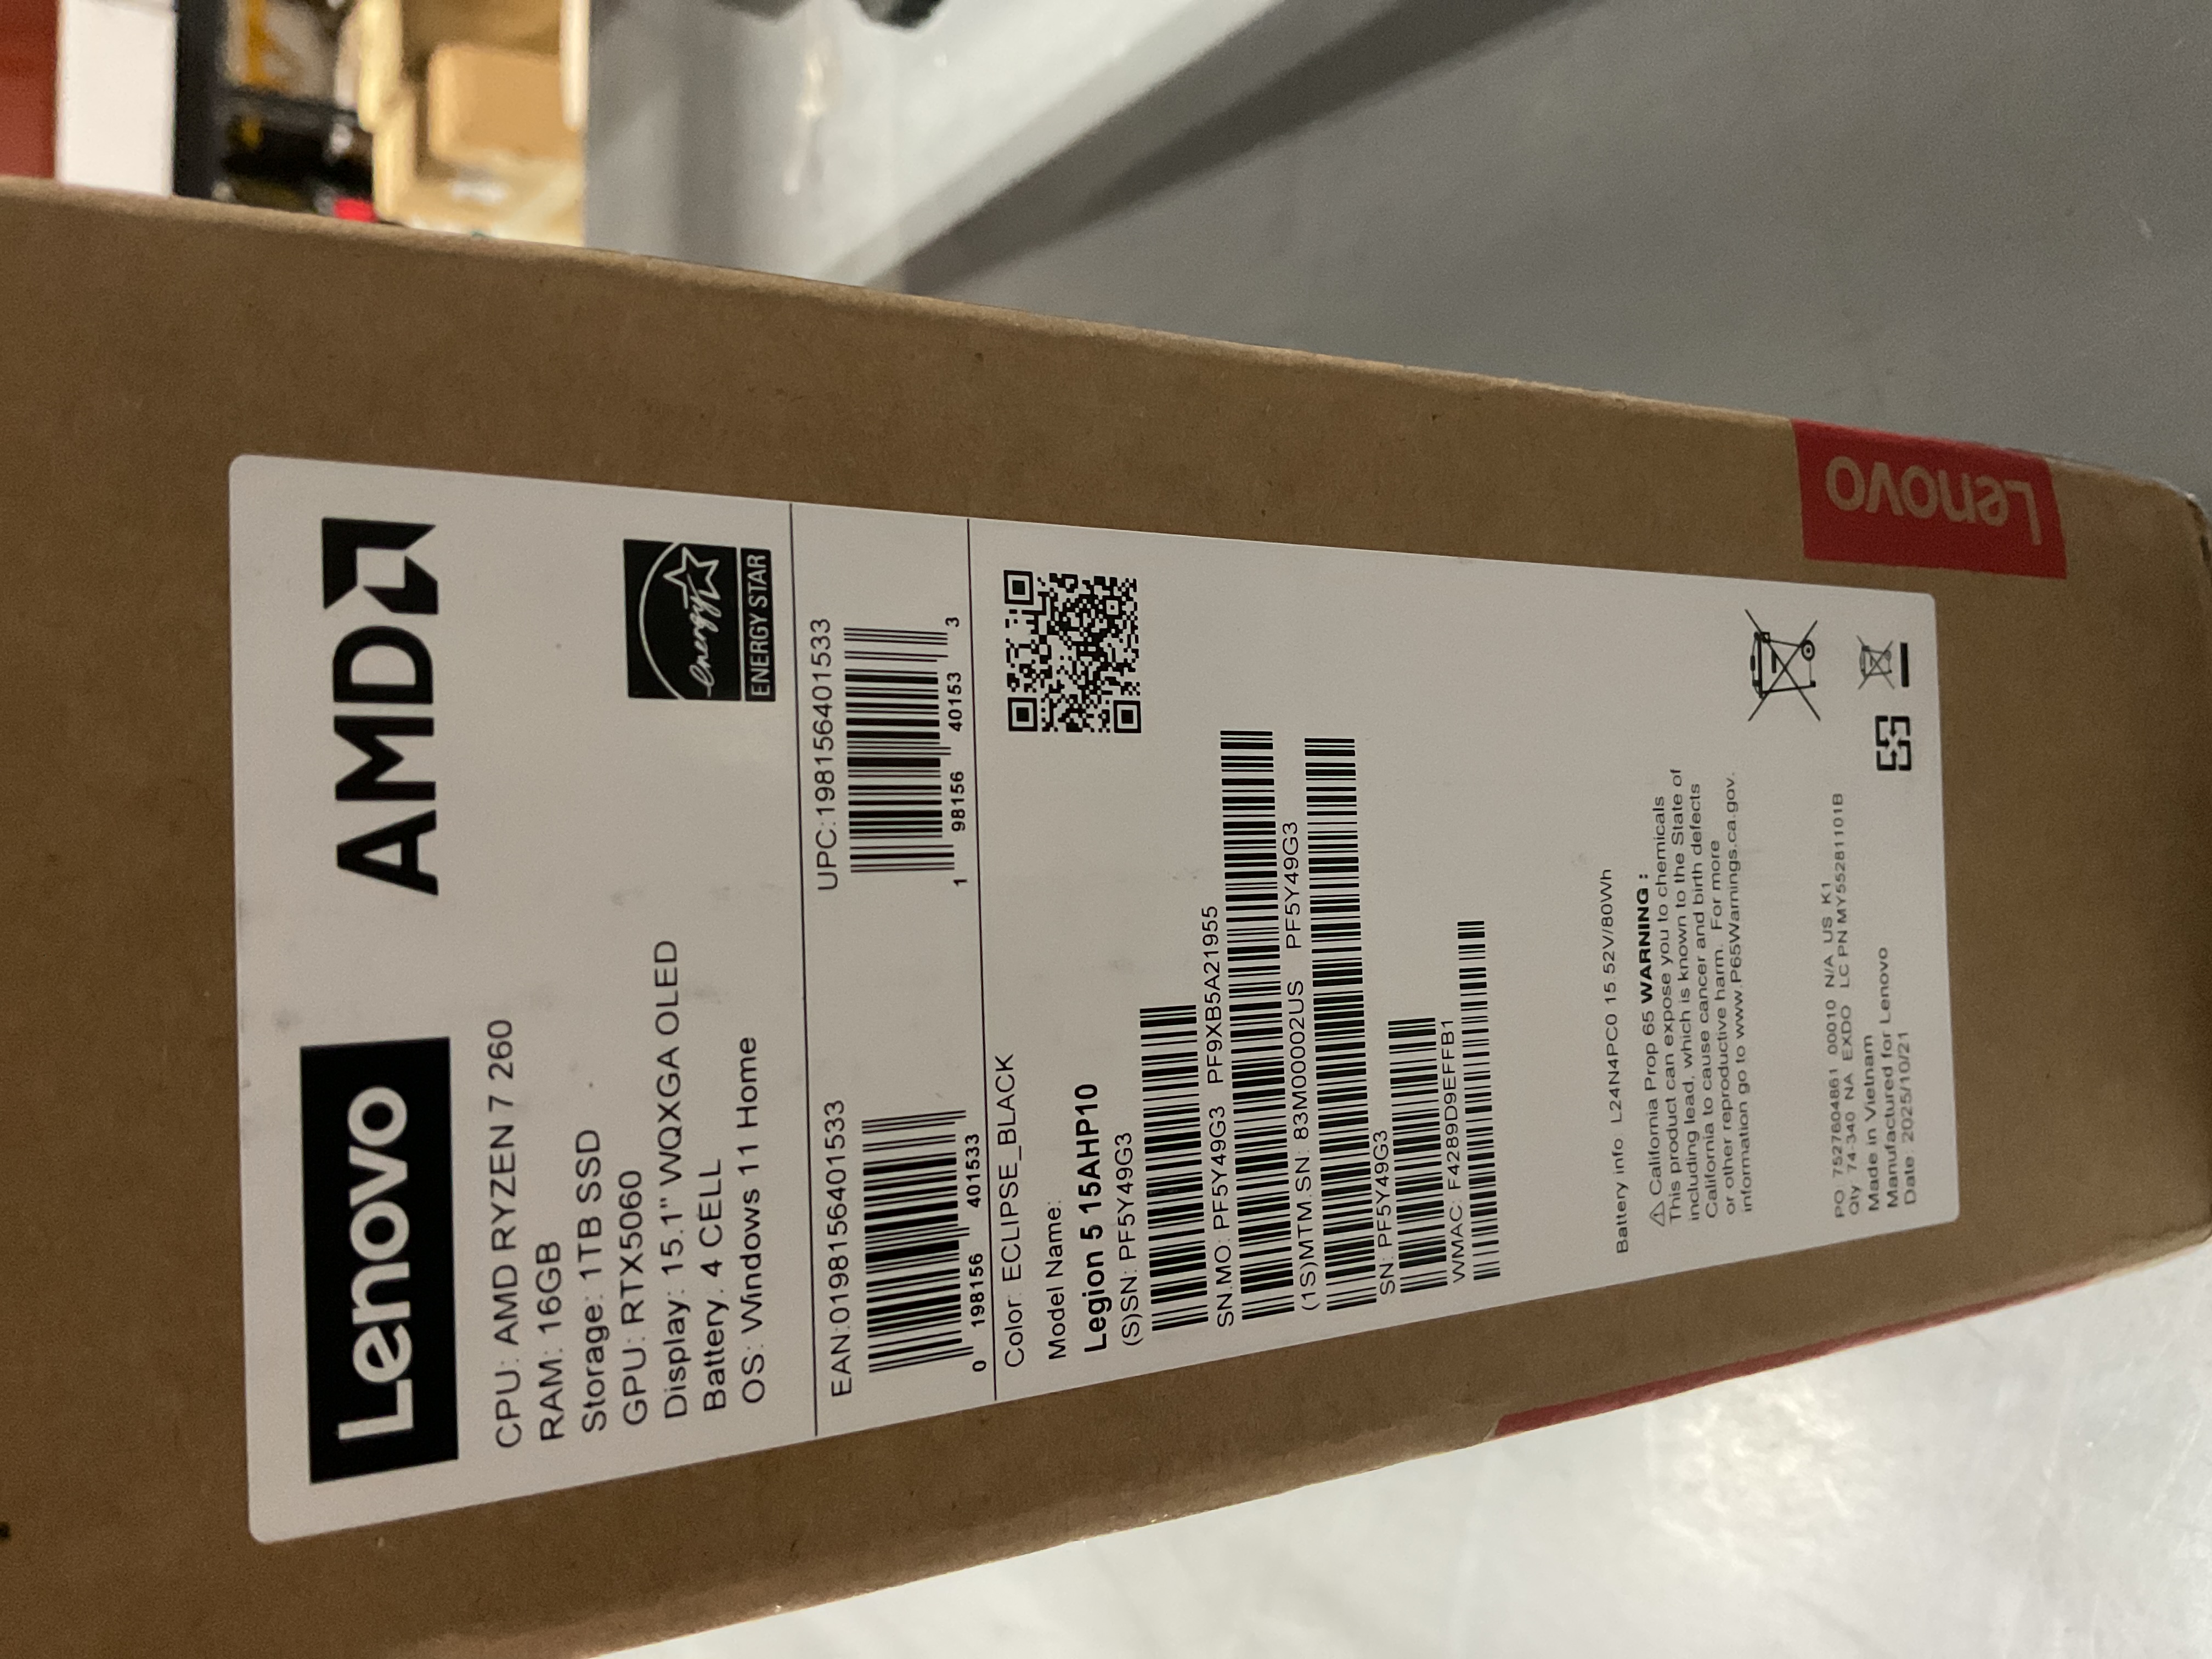 Lenovo
AMD
CPU: AMD RYZEN 7 260
RAM: 16GB
Storage: 1TB SSD
GPU: RTX5060
Display: 15.1" WQXGA OLED
Battery: 4 CELL
OS: Windows 11 Home
energy
ENERGY STAR
EAN:0198156401533
0 198156 401533
UPC:198156401533
1 98156 40153 3
Color: ECLIPSE_BLACK
Model Name:
Legion 5 15AHP10
(S)SN: PF5Y49G3
SN.MO: PF5Y49G3 PF9XB5A21955
(1S)MTM.SN: 83M00002US PF5Y49G3
SN: PF5Y49G3
WMAC: F4289D9EFFB1
Battery info: L24N4PC0 15.52V/80Wh
⚠California Prop 65 WARNING :
This product can expose you to chemicals
including lead, which is known to the State of
California to cause cancer and birth defects
or other reproductive harm. For more
information go to www.P65Warnings.ca.gov.
PO 7527604861 00010 N/A US K1
Qty 74-340 NA EXDO LC PN MY55281101B
Made in Vietnam
Manufactured for Lenovo
Date: 2025/10/21
Lenovo